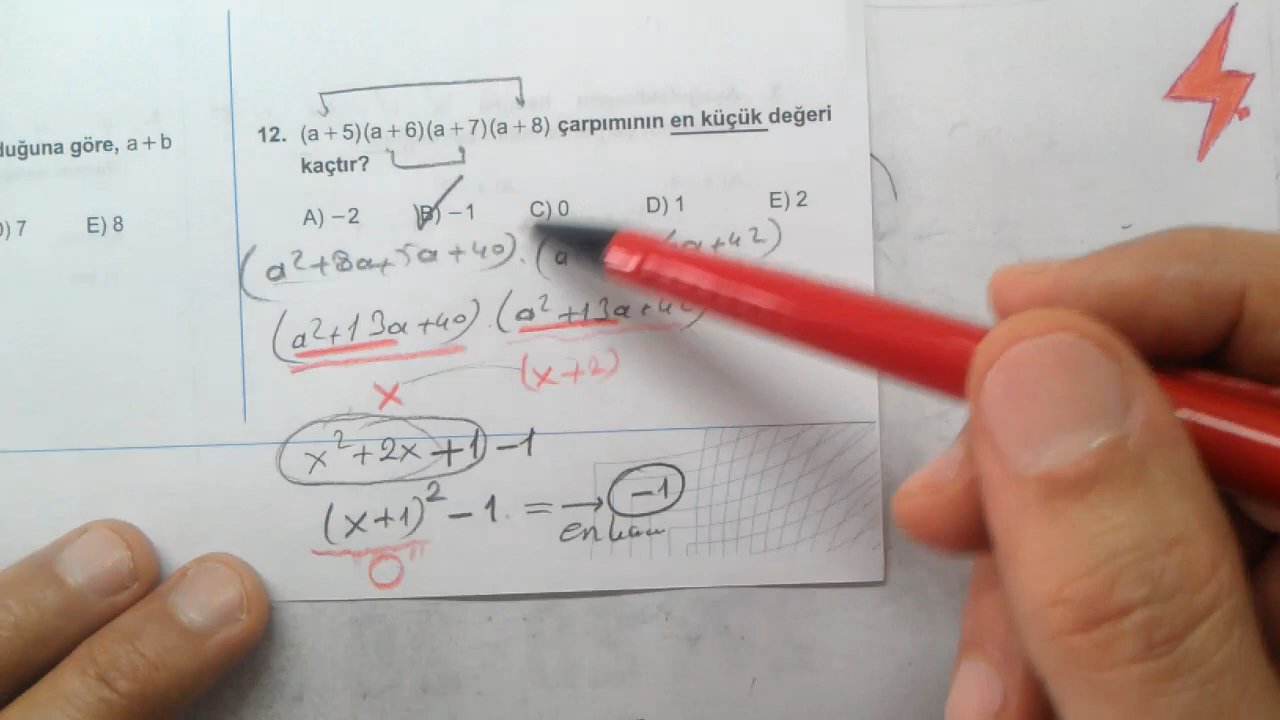 duğuna göre, a+b
D) 7 E) 8
12. (a+5)(a+6)(a+7)(a+8) çarpımının en küçük değeri
kaçtır?
A) −2 B) −1 C) 0 D) 1 E) 2
(a²+8a+5a+40).(a a+42)
(a²+13a+40).(a²+13a+42)
x (x+2)
x²+2x+1−1
(x+1)²−1 = → −1
0